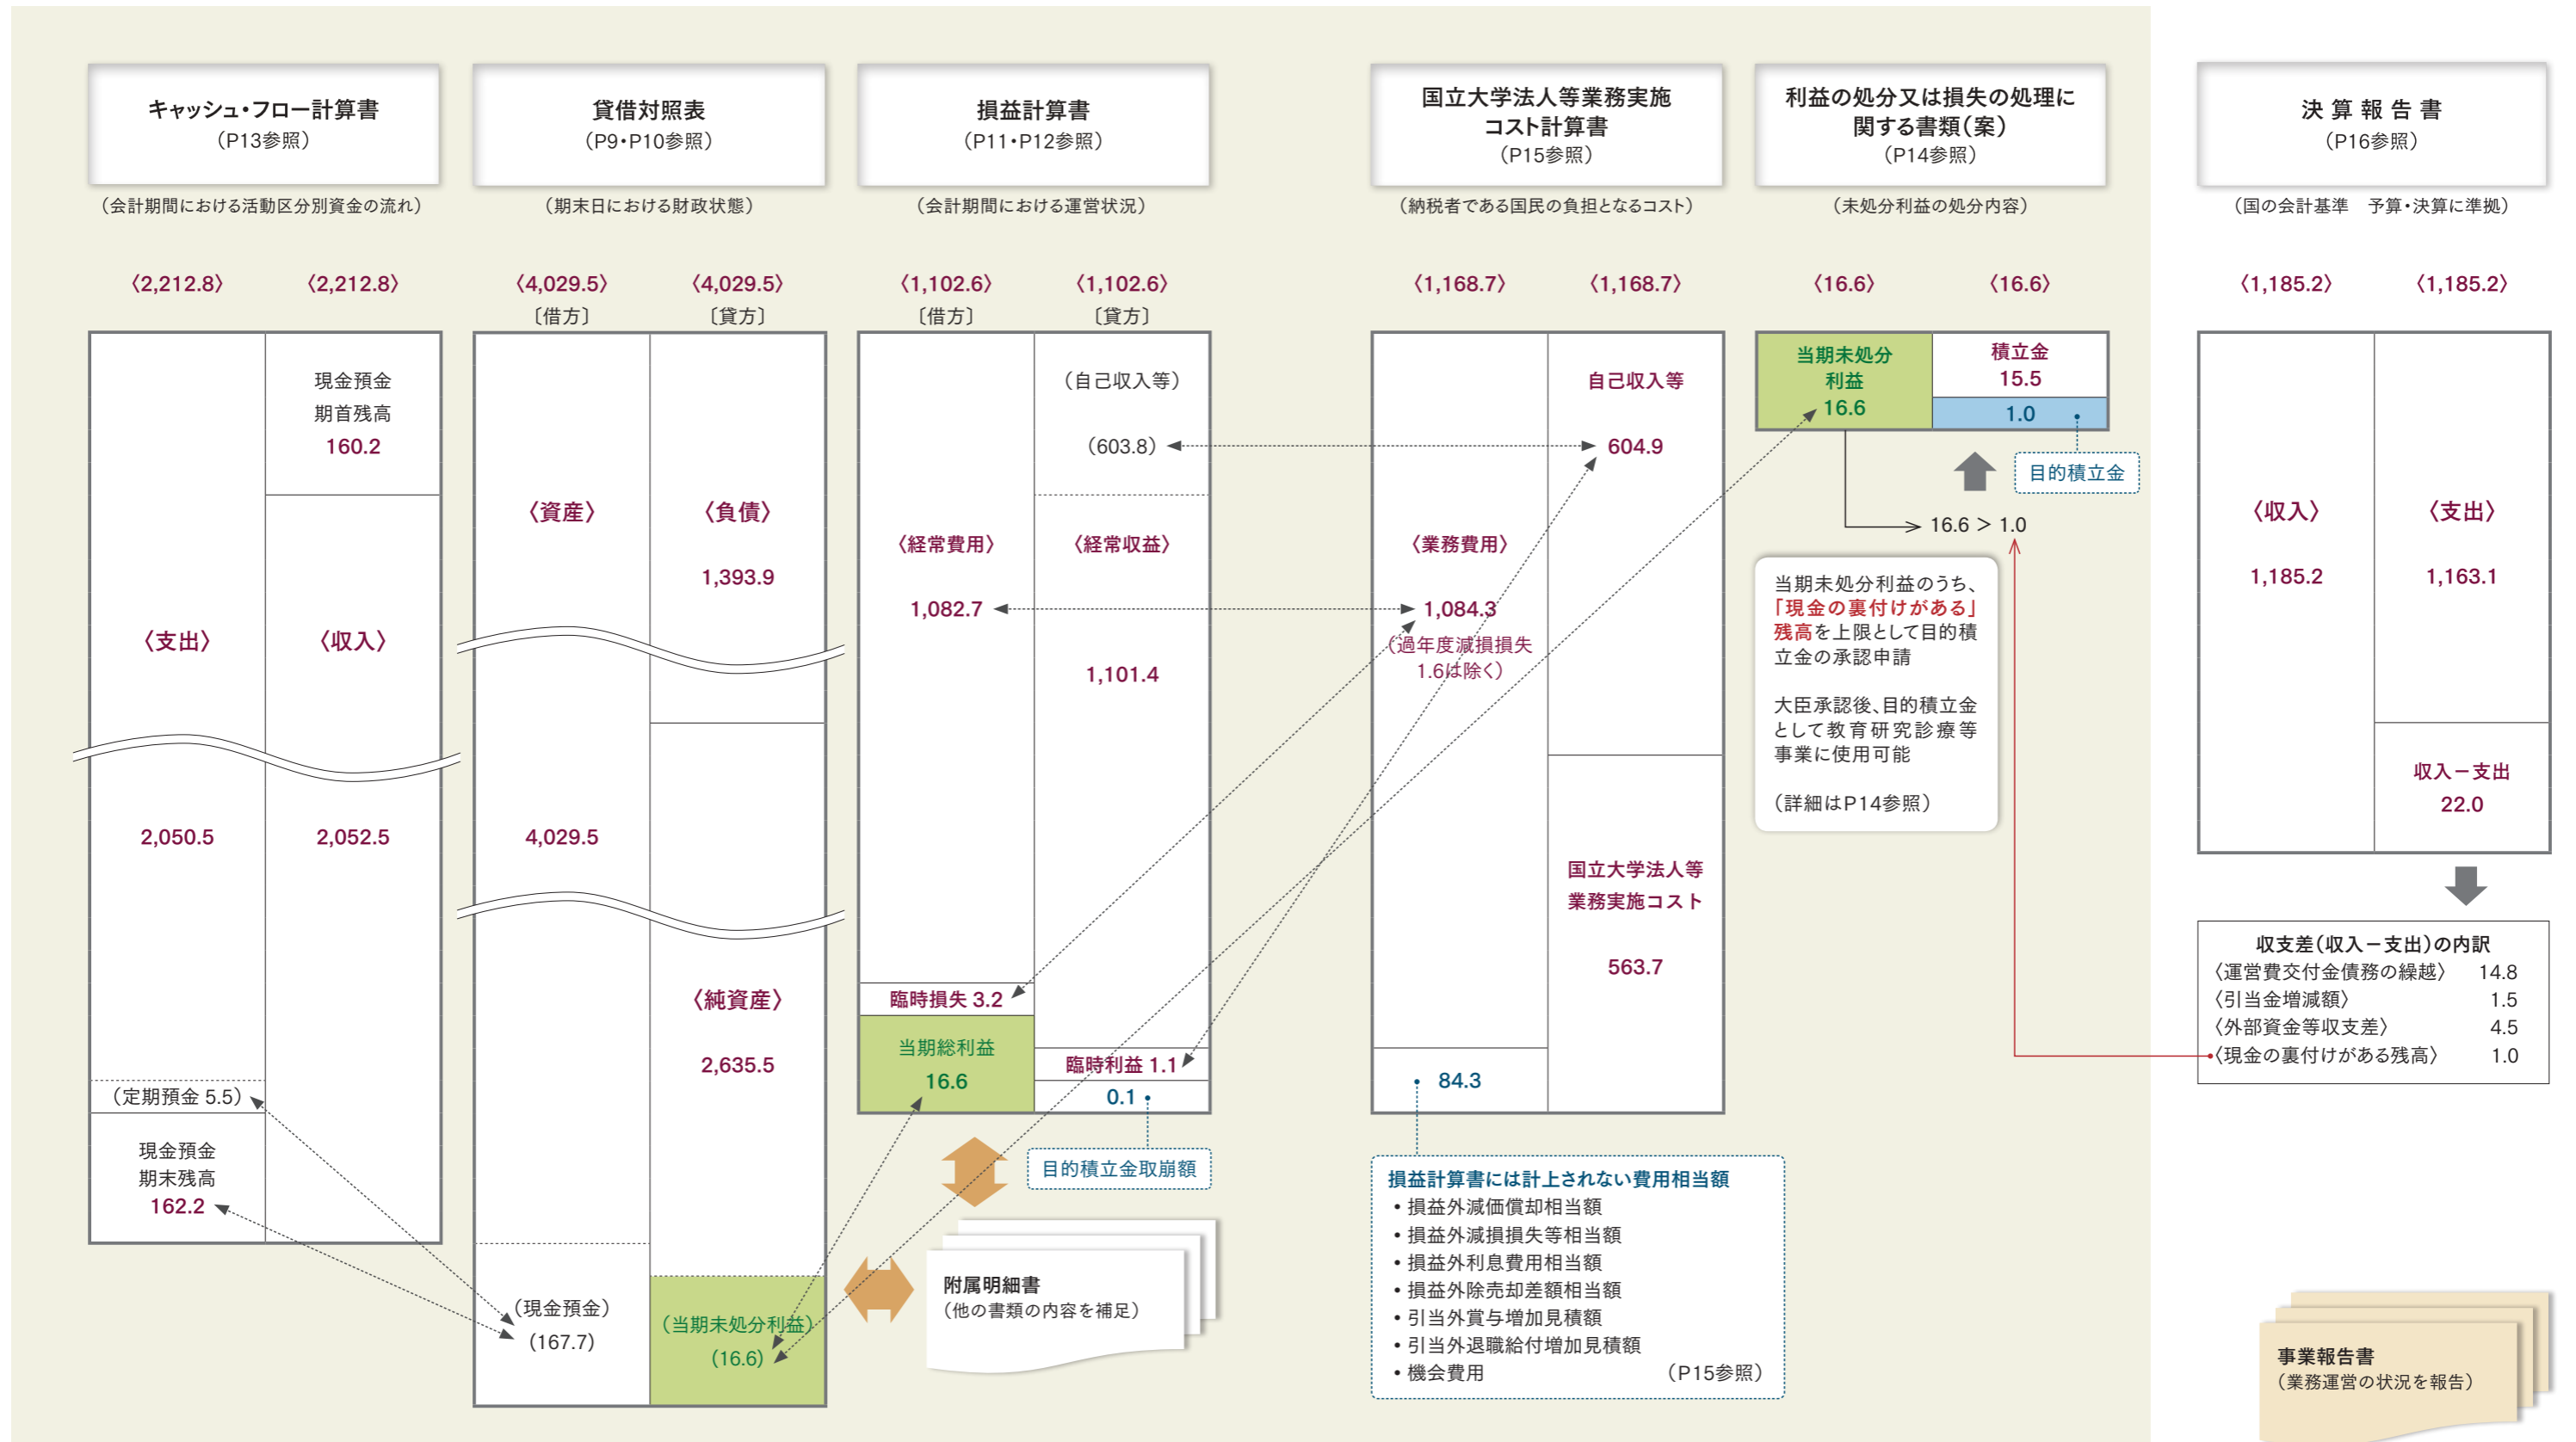 キャッシュ・フロー計算書
（P13参照）
（会計期間における活動区分別資金の流れ）
〈2,212.8〉
〈2,212.8〉
現金預金
期首残高
160.2
〈支出〉
〈収入〉
2,050.5
2,052.5
（定期預金 5.5）
現金預金
期末残高
162.2
貸借対照表
（P9・P10参照）
（期末日における財政状態）
〈4,029.5〉
〈4,029.5〉
〔借方〕
〔貸方〕
〈資産〉
〈負債〉
1,393.9
4,029.5
〈純資産〉
2,635.5
（現金預金）
（167.7）
（当期未処分利益）
（16.6）
損益計算書
（P11・P12参照）
（会計期間における運営状況）
〈1,102.6〉
〈1,102.6〉
〔借方〕
〔貸方〕
（自己収入等）
（603.8）
〈経常費用〉
〈経常収益〉
1,082.7
1,101.4
臨時損失 3.2
当期総利益
16.6
臨時利益 1.1
0.1
目的積立金取崩額
附属明細書
（他の書類の内容を補足）
国立大学法人等業務実施
コスト計算書
（P15参照）
（納税者である国民の負担となるコスト）
〈1,168.7〉
〈1,168.7〉
自己収入等
604.9
〈業務費用〉
1,084.3
（過年度減損損失
1.6は除く）
国立大学法人等
業務実施コスト
563.7
84.3
損益計算書には計上されない費用相当額
• 損益外減価償却相当額
• 損益外減損損失等相当額
• 損益外利息費用相当額
• 損益外除売却差額相当額
• 引当外賞与増加見積額
• 引当外退職給付増加見積額
• 機会費用 （P15参照）
利益の処分又は損失の処理に
関する書類（案）
（P14参照）
（未処分利益の処分内容）
〈16.6〉
〈16.6〉
当期未処分
利益
16.6
積立金
15.5
1.0
目的積立金
16.6 > 1.0
当期未処分利益のうち、
「現金の裏付けがある」
残高を上限として目的積
立金の承認申請
大臣承認後、目的積立金
として教育研究診療等
事業に使用可能
（詳細はP14参照）
決算報告書
（P16参照）
（国の会計基準　予算・決算に準拠）
〈1,185.2〉
〈1,185.2〉
〈収入〉
〈支出〉
1,185.2
1,163.1
収入－支出
22.0
収支差（収入－支出）の内訳
〈運営費交付金債務の繰越〉 14.8
〈引当金増減額〉 1.5
〈外部資金等収支差〉 4.5
〈現金の裏付けがある残高〉 1.0
事業報告書
（業務運営の状況を報告）